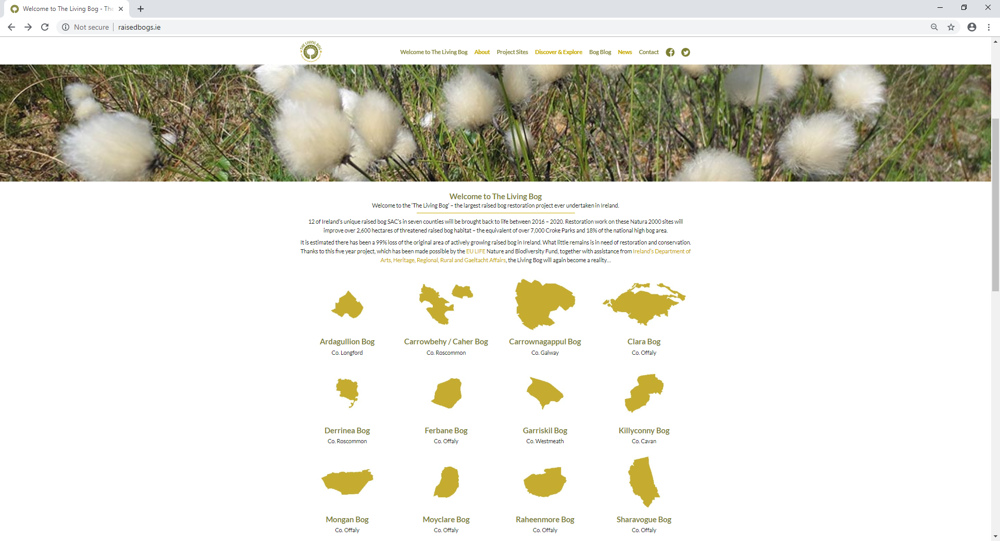 Welcome to The Living Bog - The
Not secure
raisedbogs.ie
THE LIVING BOG
Welcome to The Living Bog
About
Project Sites
Discover & Explore
Bog Blog
News
Contact
Welcome to The Living Bog
Welcome to the ‘The Living Bog’ – the largest raised bog restoration project ever undertaken in Ireland.
12 of Ireland’s unique raised bog SAC’s in seven counties will be brought back to life between 2016 – 2020. Restoration work on these Natura 2000 sites will
improve over 2,600 hectares of threatened raised bog habitat – the equivalent of over 7,000 Croke Parks and 18% of the national high bog area.
It is estimated there has been a 99% loss of the original area of actively growing raised bog in Ireland. What little remains is in need of restoration and conservation.
Thanks to this five year project, which has been made possible by the EU LIFE Nature and Biodiversity Fund, together with assistance from Ireland’s Department of
Arts, Heritage, Regional, Rural and Gaeltacht Affairs, the Living Bog will again become a reality…
Ardagullion Bog
Co. Longford
Carrowbehy / Caher Bog
Co. Roscommon
Carrownagappul Bog
Co. Galway
Clara Bog
Co. Offaly
Derrinea Bog
Co. Roscommon
Ferbane Bog
Co. Offaly
Garriskil Bog
Co. Westmeath
Killyconny Bog
Co. Cavan
Mongan Bog
Co. Offaly
Moyclare Bog
Co. Offaly
Raheenmore Bog
Co. Offaly
Sharavogue Bog
Co. Offaly